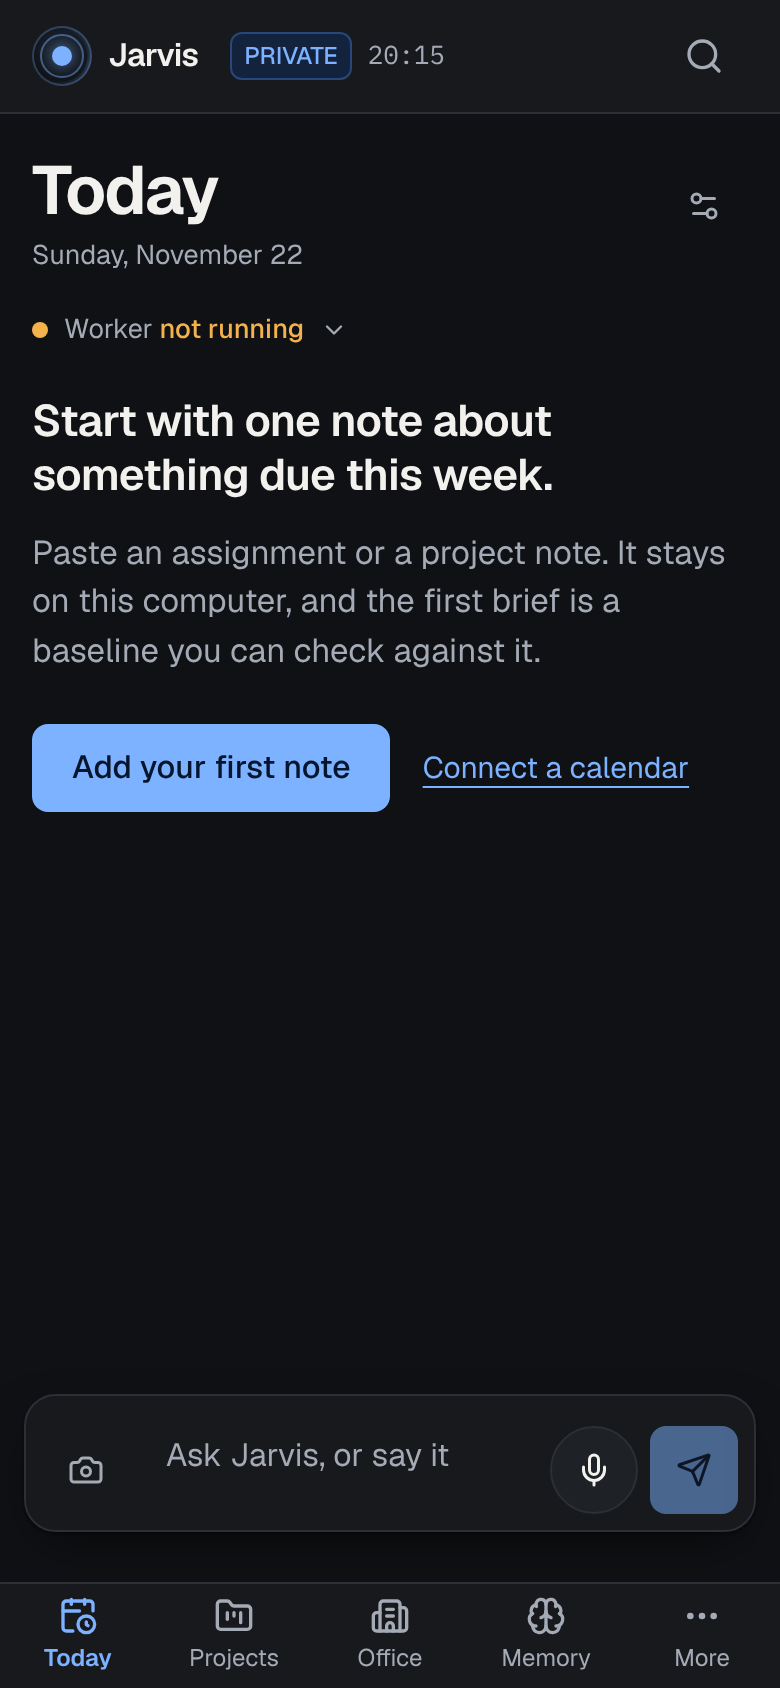 Jarvis PRIVATE 20:15
Today
Sunday, November 22
Worker not running
Start with one note about
something due this week.
Paste an assignment or a project note. It stays
on this computer, and the first brief is a
baseline you can check against it.
Add your first note Connect a calendar
Ask Jarvis, or say it
Today Projects Office Memory More